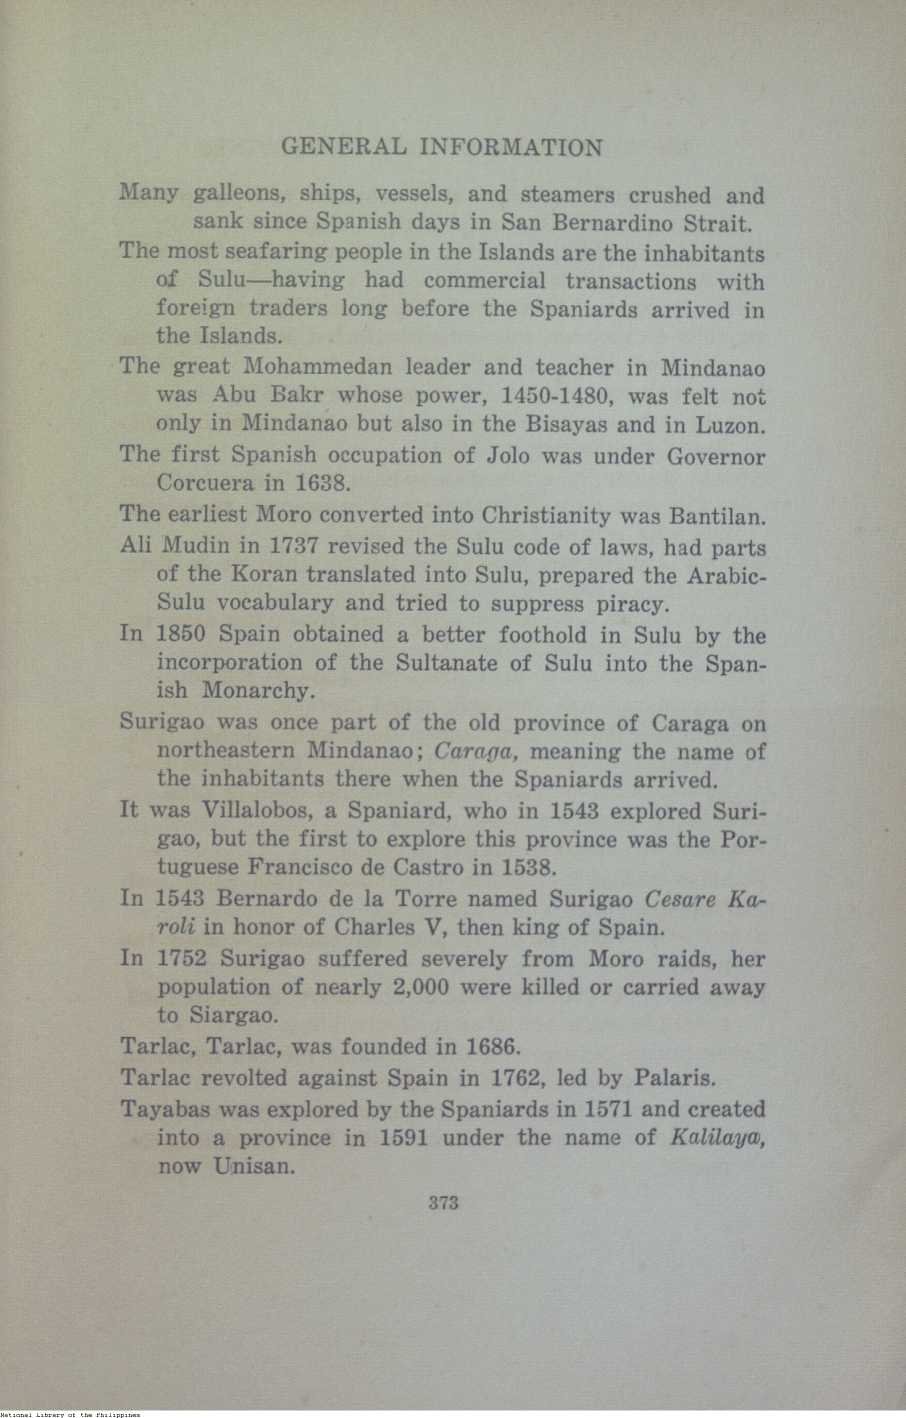 GENERAL INFORMATION
Many galleons, ships, vessels, and steamers crushed and
sank since Spanish days in San Bernardino Strait.
The most seafaring people in the Islands are the inhabitants
of Sulu—having had commercial transactions with
foreign traders long before the Spaniards arrived in
the Islands.
The great Mohammedan leader and teacher in Mindanao
was Abu Bakr whose power, 1450-1480, was felt not
only in Mindanao but also in the Bisayas and in Luzon.
The first Spanish occupation of Jolo was under Governor
Corcuera in 1638.
The earliest Moro converted into Christianity was Bantilan.
Ali Mudin in 1737 revised the Sulu code of laws, had parts
of the Koran translated into Sulu, prepared the Arabic-
Sulu vocabulary and tried to suppress piracy.
In 1850 Spain obtained a better foothold in Sulu by the
incorporation of the Sultanate of Sulu into the Span-
ish Monarchy.
Surigao was once part of the old province of Caraga on
northeastern Mindanao; Caraga, meaning the name of
the inhabitants there when the Spaniards arrived.
It was Villalobos, a Spaniard, who in 1543 explored Suri-
gao, but the first to explore this province was the Por-
tuguese Francisco de Castro in 1538.
In 1543 Bernardo de la Torre named Surigao Cesare Ka-
roli in honor of Charles V, then king of Spain.
In 1752 Surigao suffered severely from Moro raids, her
population of nearly 2,000 were killed or carried away
to Siargao.
Tarlac, Tarlac, was founded in 1686.
Tarlac revolted against Spain in 1762, led by Palaris.
Tayabas was explored by the Spaniards in 1571 and created
into a province in 1591 under the name of Kalilaya,
now Unisan.
373
National Library of the Philippines